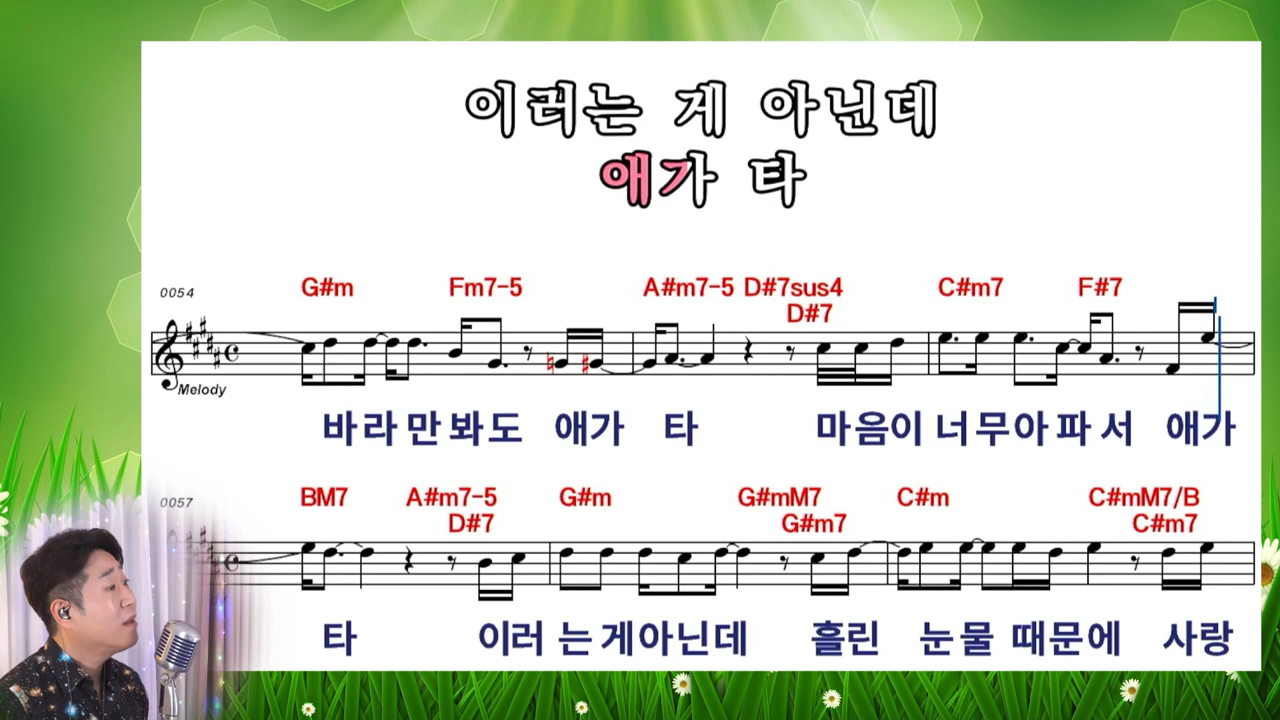 이러는 게 아닌데
애가 타
G#m Fm7-5 A#m7-5 D#7sus4 C#m7 F#7
0054 D#7
Melody
바라만봐도 애가 타 마음이 너무아파서 애가
BM7 A#m7-5 G#m G#mM7 C#m C#mM7/B
0057 D#7 G#m7 C#m7
타 이러는게아닌데 흘린 눈물 때문에 사랑